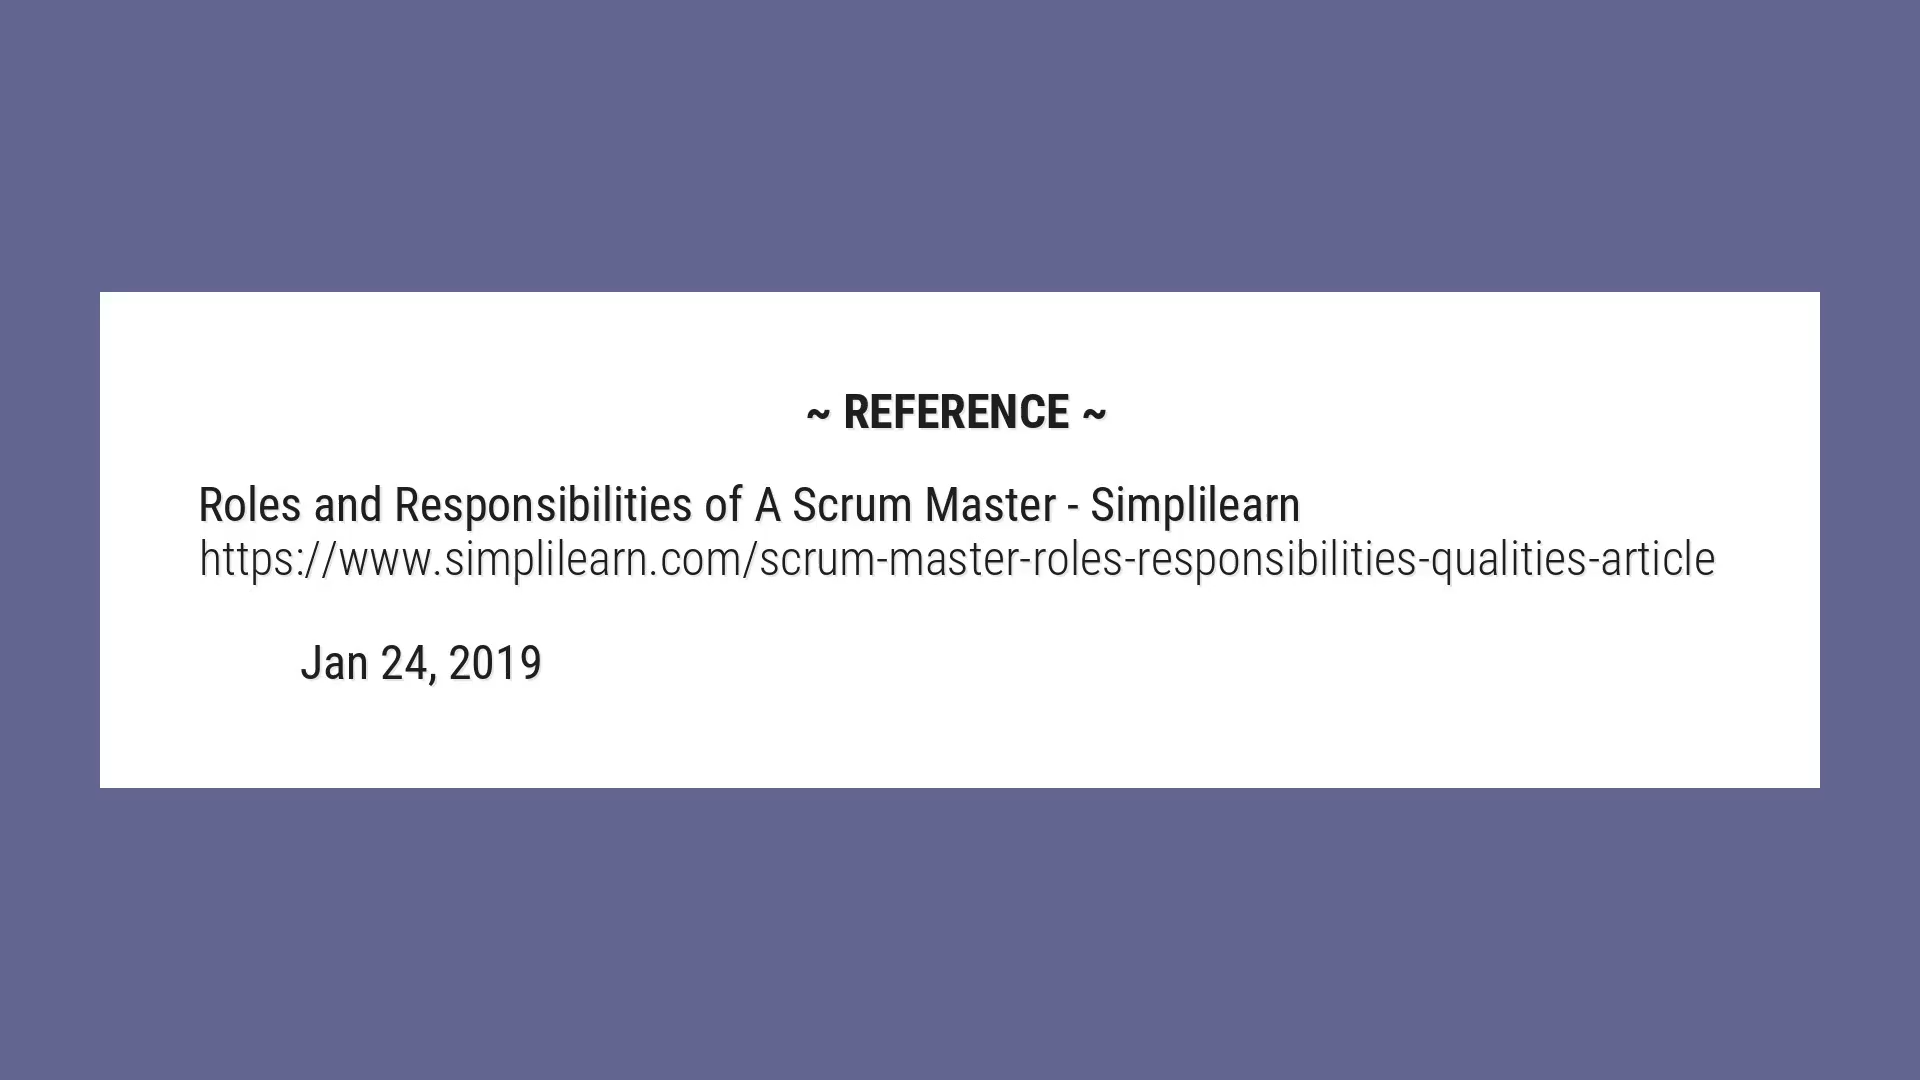 ~ REFERENCE ~
Roles and Responsibilities of A Scrum Master - Simplilearn
https://www.simplilearn.com/scrum-master-roles-responsibilities-qualities-article
Jan 24, 2019